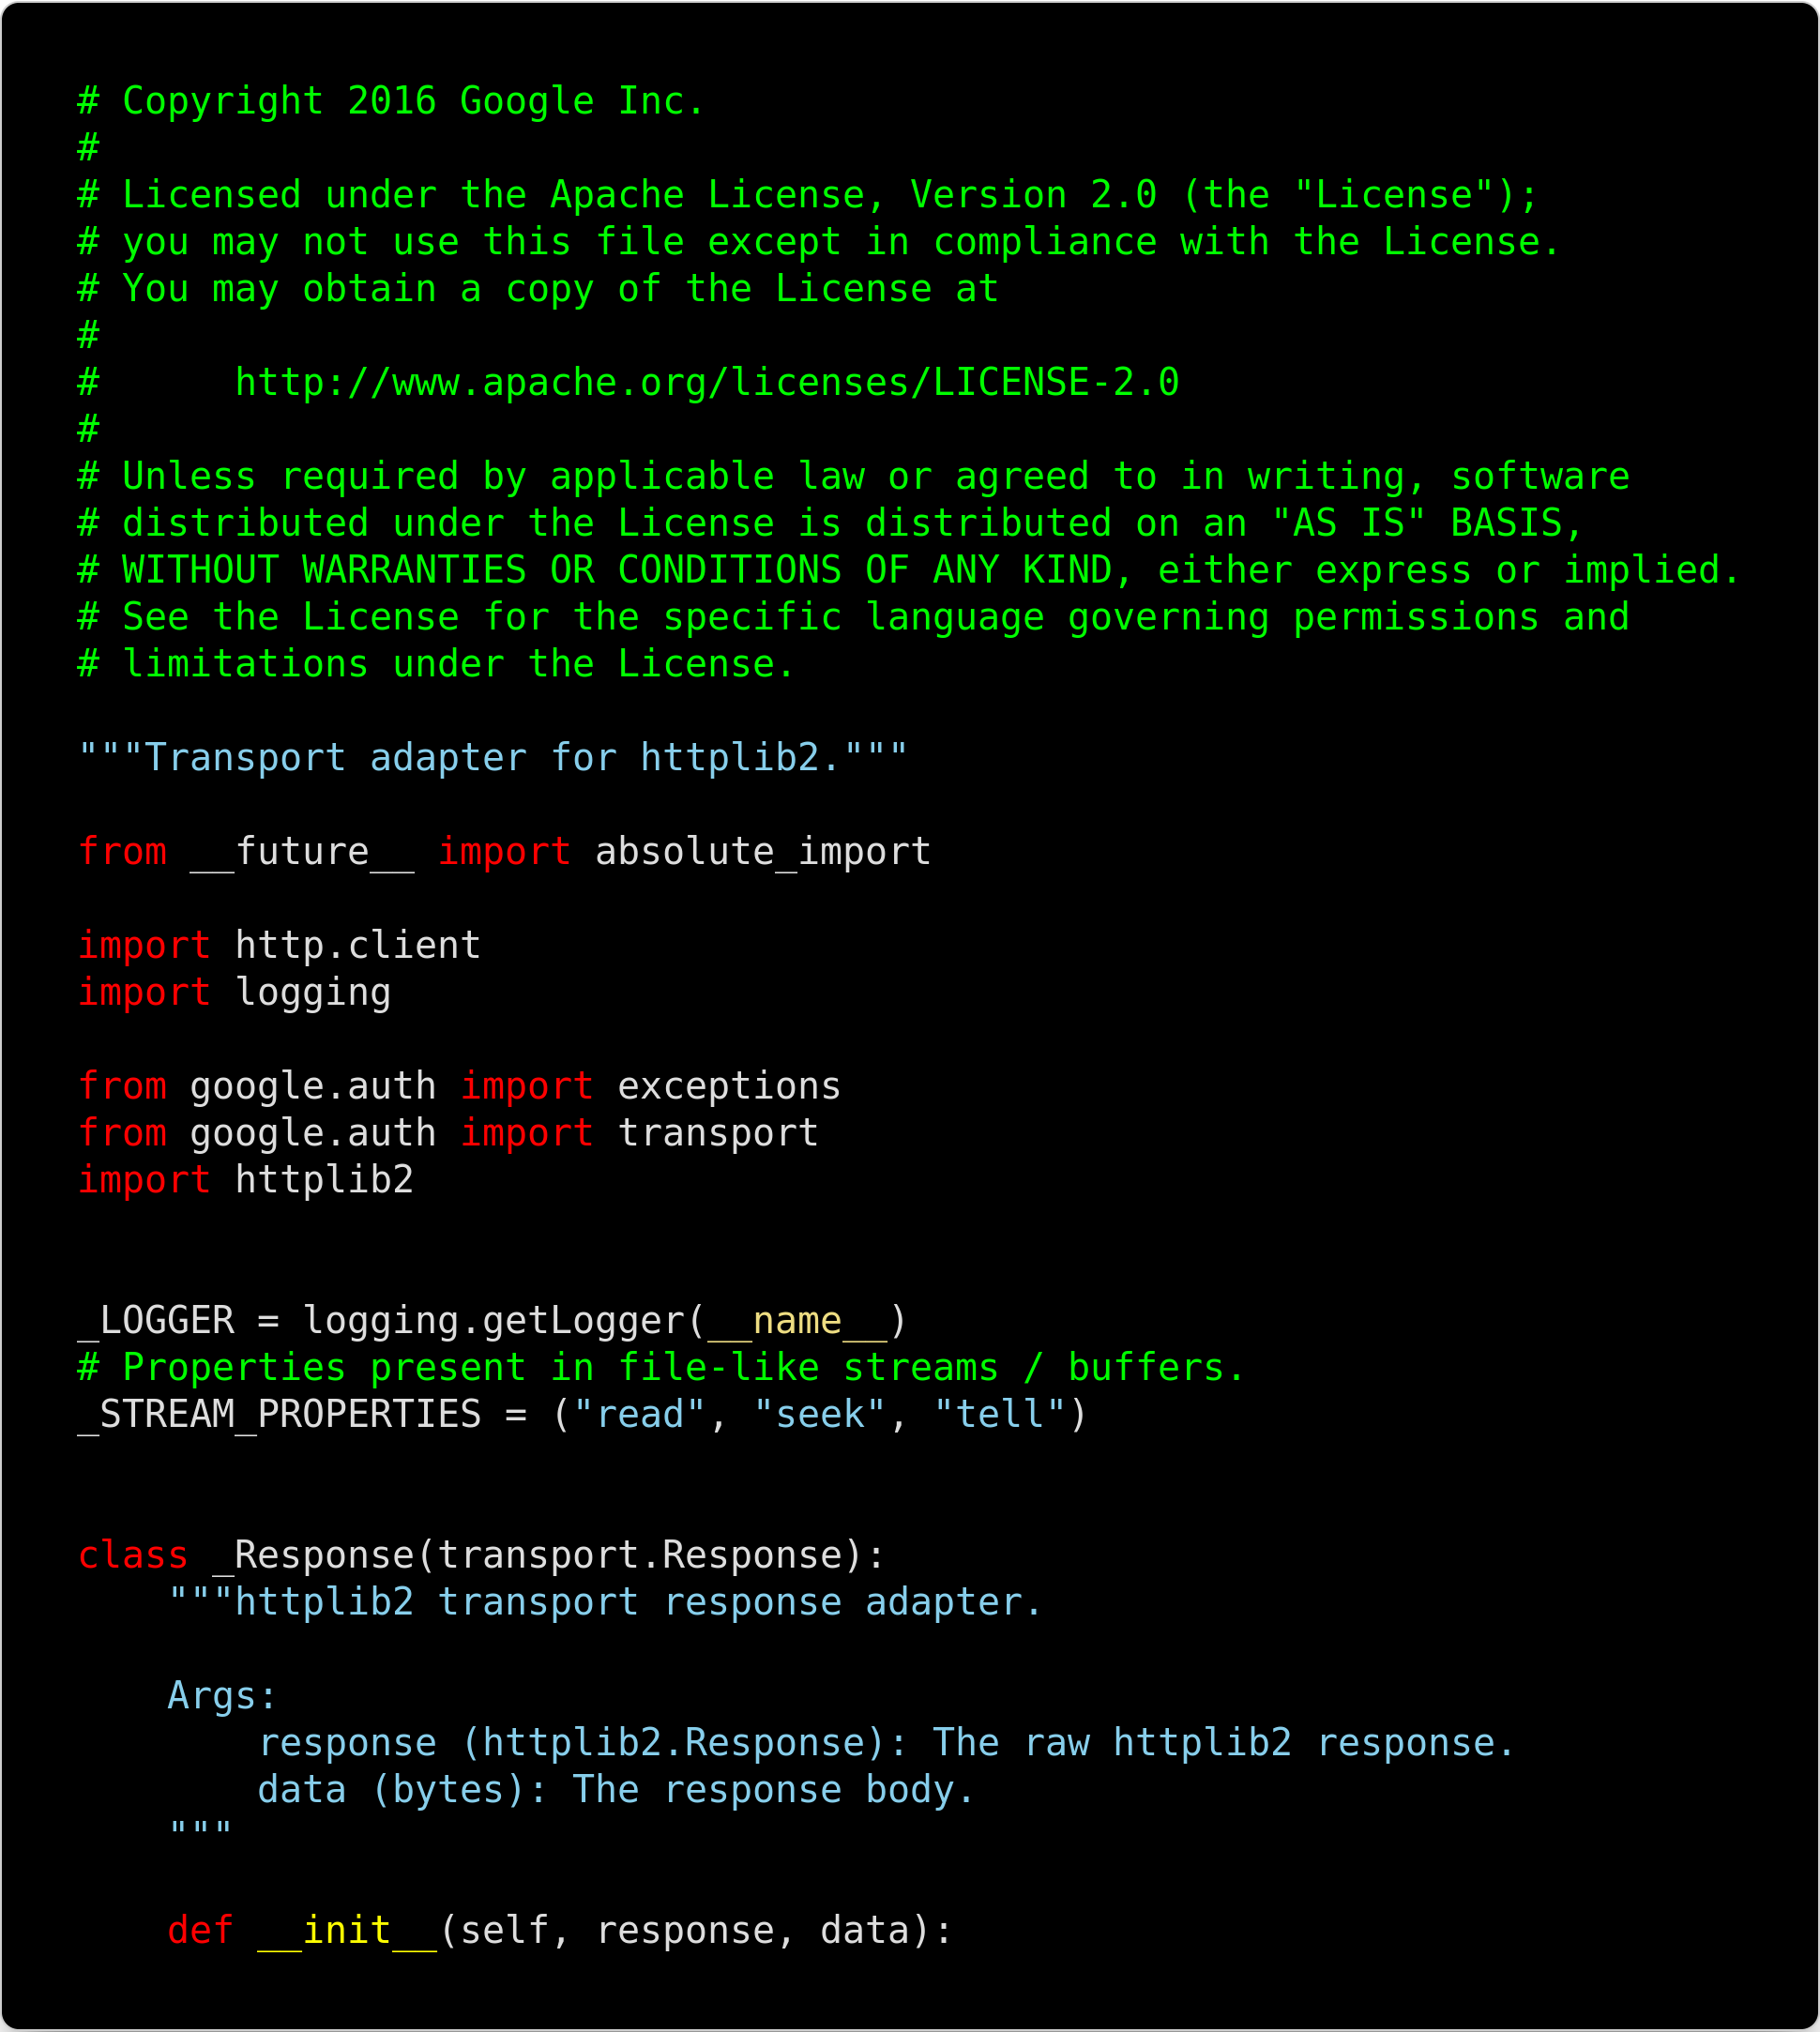 # Copyright 2016 Google Inc.
#
# Licensed under the Apache License, Version 2.0 (the "License");
# you may not use this file except in compliance with the License.
# You may obtain a copy of the License at
#
#      http://www.apache.org/licenses/LICENSE-2.0
#
# Unless required by applicable law or agreed to in writing, software
# distributed under the License is distributed on an "AS IS" BASIS,
# WITHOUT WARRANTIES OR CONDITIONS OF ANY KIND, either express or implied.
# See the License for the specific language governing permissions and
# limitations under the License.

"""Transport adapter for httplib2."""

from __future__ import absolute_import

import http.client
import logging

from google.auth import exceptions
from google.auth import transport
import httplib2


_LOGGER = logging.getLogger(__name__)
# Properties present in file-like streams / buffers.
_STREAM_PROPERTIES = ("read", "seek", "tell")


class _Response(transport.Response):
    """httplib2 transport response adapter.

    Args:
        response (httplib2.Response): The raw httplib2 response.
        data (bytes): The response body.
    """

    def __init__(self, response, data):